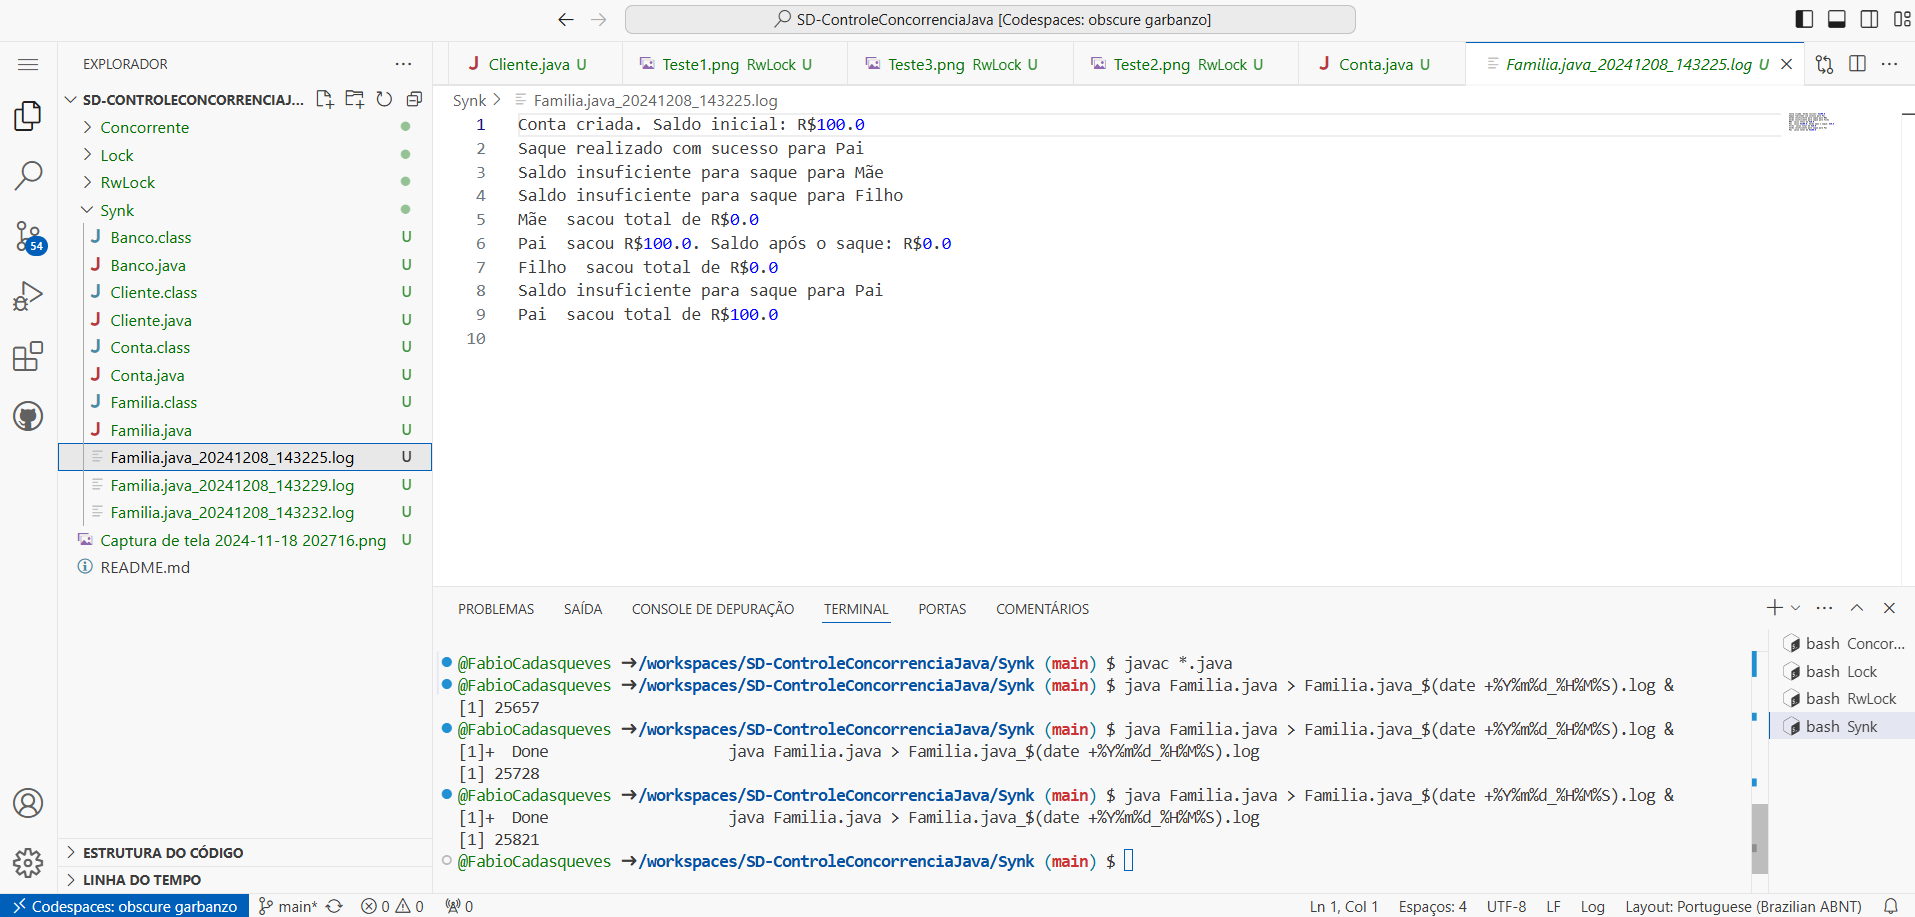 SD-ControleConcorrenciaJava [Codespaces: obscure garbanzo]
EXPLORADOR
SD-CONTROLECONCORRENCIAJ...
Concorrente
Lock
RwLock
Synk
Banco.class U
Banco.java U
Cliente.class U
Cliente.java U
Conta.class U
Conta.java U
Familia.class U
Familia.java U
Familia.java_20241208_143225.log U
Familia.java_20241208_143229.log U
Familia.java_20241208_143232.log U
Captura de tela 2024-11-18 202716.png U
README.md
54
ESTRUTURA DO CÓDIGO
LINHA DO TEMPO
Cliente.java U Teste1.png RwLock U Teste3.png RwLock U Teste2.png RwLock U Conta.java U Familia.java_20241208_143225.log U
Synk > Familia.java_20241208_143225.log
1 Conta criada. Saldo inicial: R$100.0
2 Saque realizado com sucesso para Pai
3 Saldo insuficiente para saque para Mãe
4 Saldo insuficiente para saque para Filho
5 Mãe  sacou total de R$0.0
6 Pai  sacou R$100.0. Saldo após o saque: R$0.0
7 Filho  sacou total de R$0.0
8 Saldo insuficiente para saque para Pai
9 Pai  sacou total de R$100.0
10
PROBLEMAS SAÍDA CONSOLE DE DEPURAÇÃO TERMINAL PORTAS COMENTÁRIOS
@FabioCadasqueves ➜/workspaces/SD-ControleConcorrenciaJava/Synk (main) $ javac *.java
@FabioCadasqueves ➜/workspaces/SD-ControleConcorrenciaJava/Synk (main) $ java Familia.java > Familia.java_$(date +%Y%m%d_%H%M%S).log &
[1] 25657
@FabioCadasqueves ➜/workspaces/SD-ControleConcorrenciaJava/Synk (main) $ java Familia.java > Familia.java_$(date +%Y%m%d_%H%M%S).log &
[1]+  Done                    java Familia.java > Familia.java_$(date +%Y%m%d_%H%M%S).log
[1] 25728
@FabioCadasqueves ➜/workspaces/SD-ControleConcorrenciaJava/Synk (main) $ java Familia.java > Familia.java_$(date +%Y%m%d_%H%M%S).log &
[1]+  Done                    java Familia.java > Familia.java_$(date +%Y%m%d_%H%M%S).log
[1] 25821
@FabioCadasqueves ➜/workspaces/SD-ControleConcorrenciaJava/Synk (main) $
bash Concor...
bash Lock
bash RwLock
bash Synk
Codespaces: obscure garbanzo main* 0 0 0 Ln 1, Col 1 Espaços: 4 UTF-8 LF Log Layout: Portuguese (Brazilian ABNT)